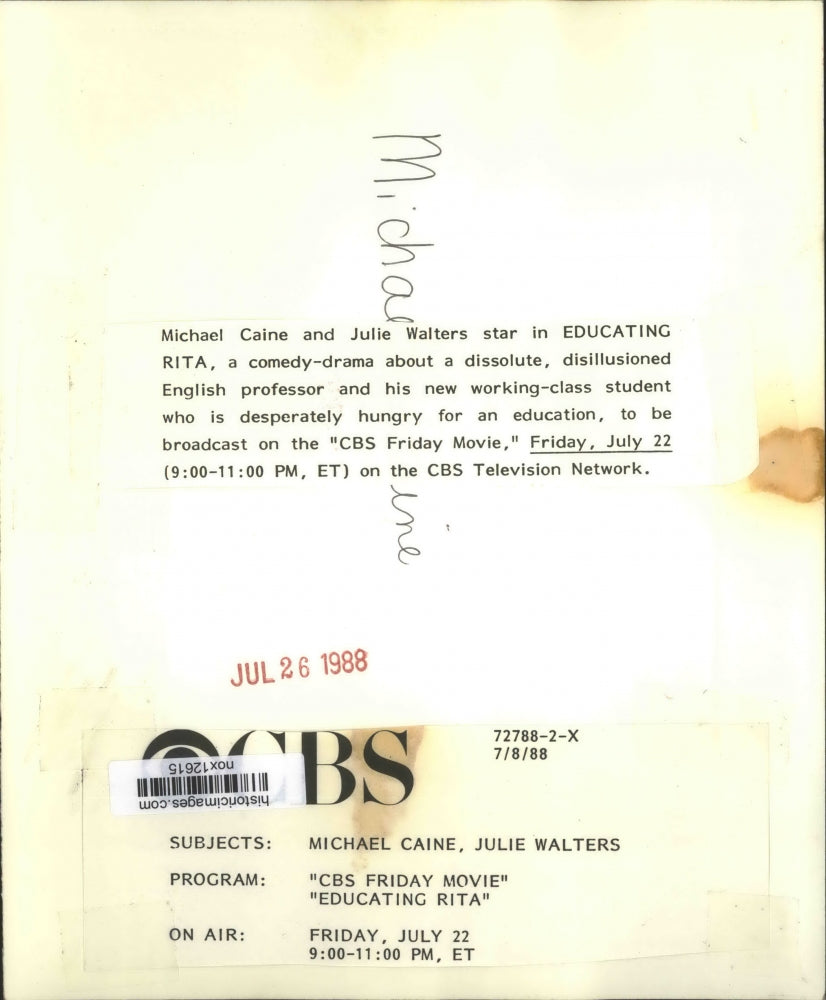 Michae
Michael Caine and Julie Walters star in EDUCATING
RITA, a comedy-drama about a dissolute, disillusioned
English professor and his new working-class student
who is desperately hungry for an education, to be
broadcast on the "CBS Friday Movie," Friday, July 22
(9:00-11:00 PM, ET) on the CBS Television Network.
ine
JUL 26 1988
CBS
72788-2-X
7/8/88
nox12615
historicimages.com
SUBJECTS: MICHAEL CAINE, JULIE WALTERS
PROGRAM: "CBS FRIDAY MOVIE"
"EDUCATING RITA"
ON AIR: FRIDAY, JULY 22
9:00-11:00 PM, ET